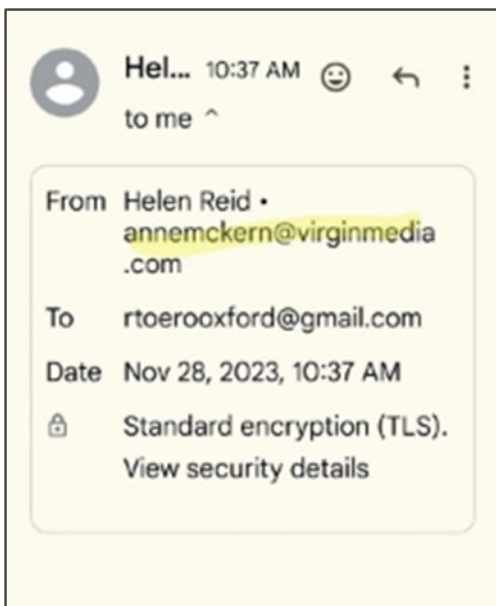 Hel... 10:37 AM
to me
From Helen Reid •
annemckern@virginmedia
.com
To rtoerooxford@gmail.com
Date Nov 28, 2023, 10:37 AM
Standard encryption (TLS).
View security details